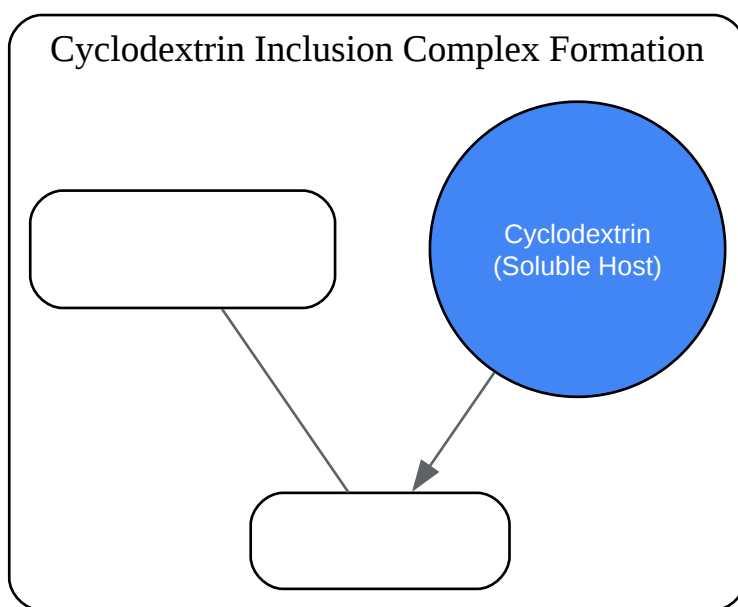 Cyclodextrin Inclusion Complex Formation
Cyclodextrin
(Soluble Host)